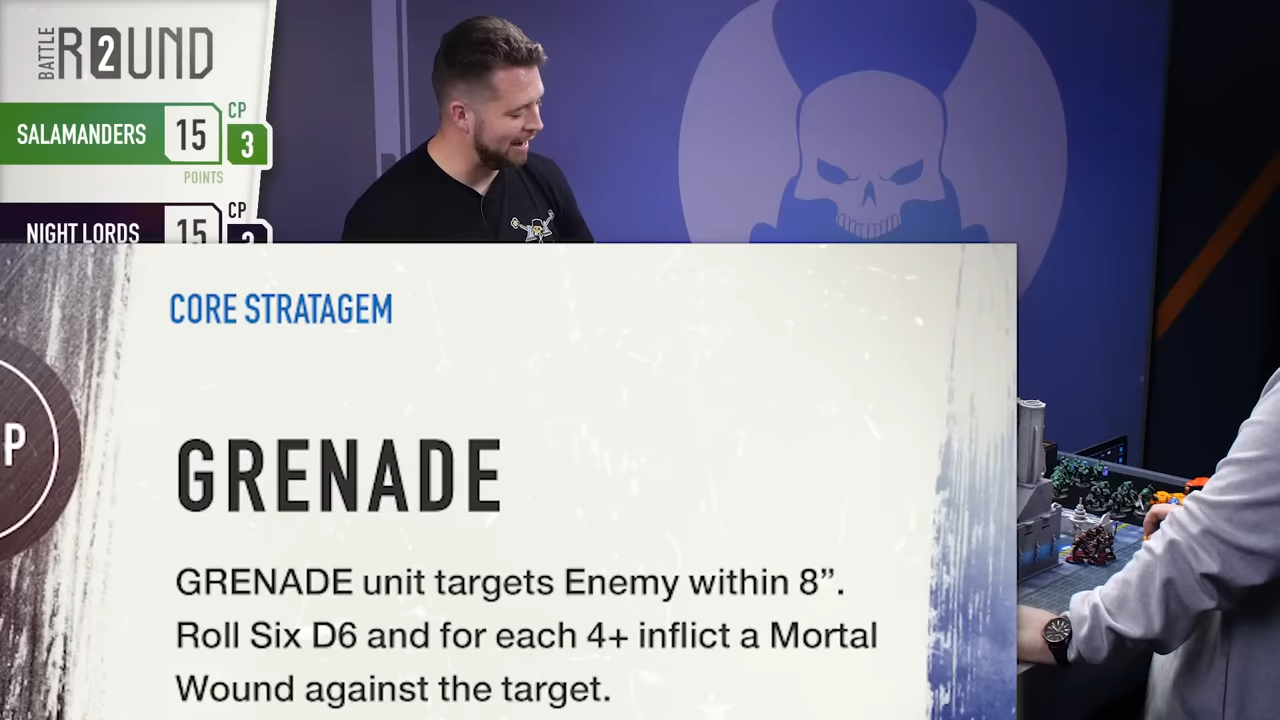 BATTLE
R2UND
SALAMANDERS 15 CP 3
POINTS
NIGHT LORDS 15 CP
CORE STRATAGEM
P
GRENADE
GRENADE unit targets Enemy within 8”.
Roll Six D6 and for each 4+ inflict a Mortal
Wound against the target.